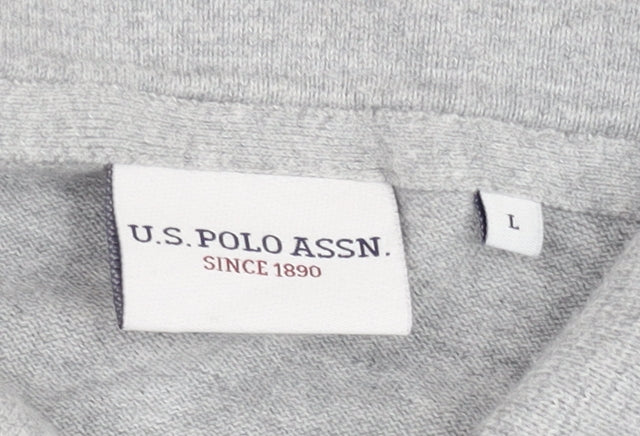 U.S. POLO ASSN.
SINCE 1890
L